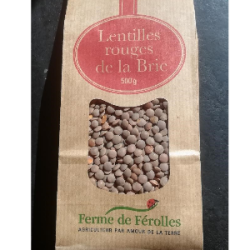 Lentilles
rouges
de la Brie
500g
Ferme de Férolles
AGRICULTEUR PAR AMOUR DE LA TERRE